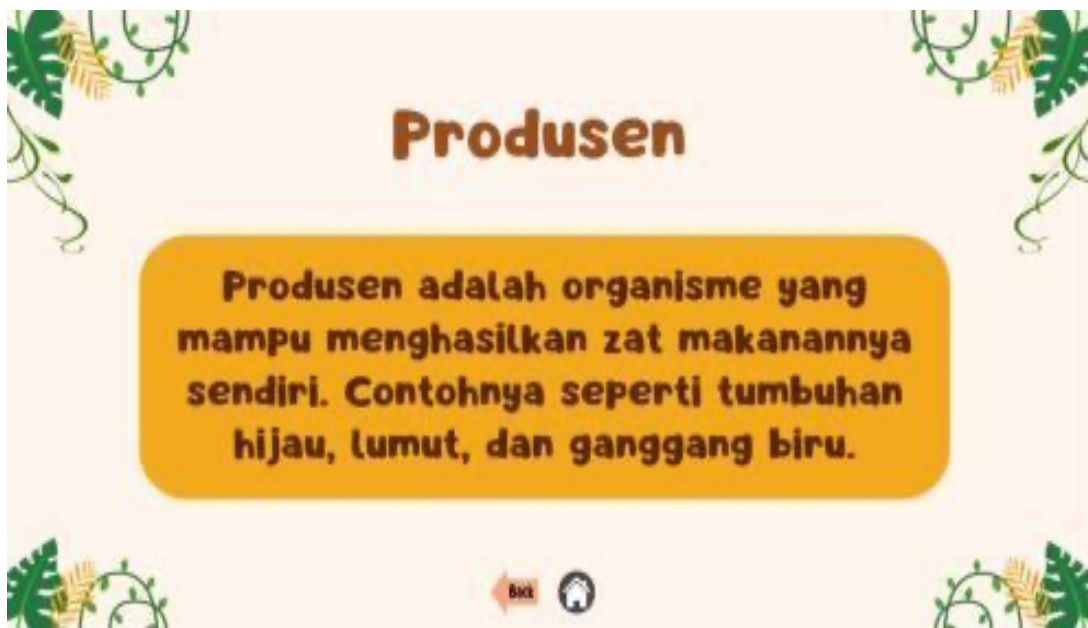 Produsen
Produsen adalah organisme yang
mampu menghasilkan zat makanannya
sendiri. Contohnya seperti tumbuhan
hijau, lumut, dan ganggang biru.
Back